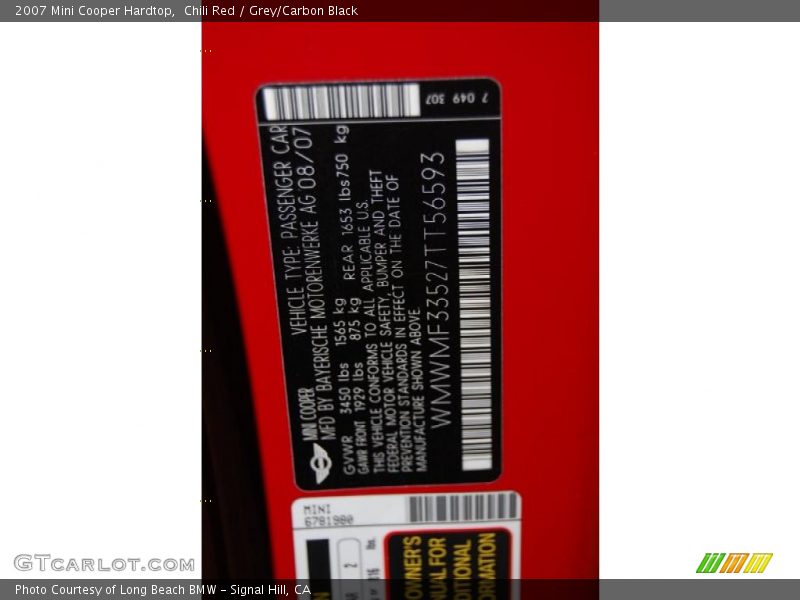 2007 Mini Cooper Hardtop,  Chili Red / Grey/Carbon Black
7 049 307
MINI COOPER VEHICLE TYPE: PASSENGER CAR
MFD BY BAYERISCHE MOTORENWERKE AG 08/07
GVWR 3450 lbs 1565 kg
GAWR FRONT 1929 lbs 875 kg REAR 1653 lbs 750 kg
THIS VEHICLE CONFORMS TO ALL APPLICABLE U.S.
FEDERAL MOTOR VEHICLE SAFETY, BUMPER AND THEFT
PREVENTION STANDARDS IN EFFECT ON THE DATE OF
MANUFACTURE SHOWN ABOVE.
WMWMF33527TT56593
MINI
6781980
2
lbs.
OWNER'S
FOR
GTCARLOT.COM
Photo Courtesy of Long Beach BMW - Signal Hill, CA